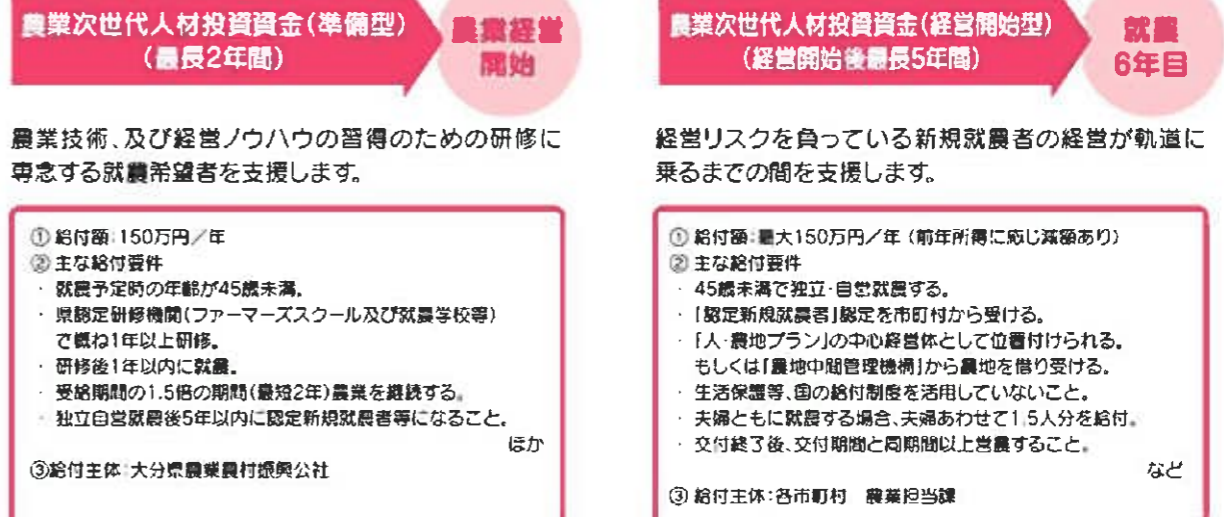 農業次世代人材投資資金(準備型)
(最長2年間)
農業経営
開始
農業技術、及び経営ノウハウの習得のための研修に
専念する就農希望者を支援します。
① 給付額:150万円/年
② 主な給付要件
・ 就農予定時の年齢が45歳未満。
・ 県認定研修機関(ファーマーズスクール及び就農学校等)
で概ね1年以上研修。
・ 研修後1年以内に就農。
・ 受給期間の1.5倍の期間(最短2年)農業を継続する。
・ 独立自営就農後5年以内に認定新規就農者等になること。
ほか
③給付主体:大分県農業農村振興公社
農業次世代人材投資資金(経営開始型)
(経営開始後最長5年間)
就農
6年目
経営リスクを負っている新規就農者の経営が軌道に
乗るまでの間を支援します。
① 給付額:最大150万円/年(前年所得に応じ減額あり)
② 主な給付要件
・ 45歳未満で独立・自営就農する。
・ 「認定新規就農者」認定を市町村から受ける。
・ 「人・農地プラン」の中心経営体として位置付けられる。
もしくは「農地中間管理機構」から農地を借り受ける。
・ 生活保護等、国の給付制度を活用していないこと。
・ 夫婦ともに就農する場合、夫婦あわせて1.5人分を給付。
・ 交付終了後、交付期間と同期間以上営農すること。
など
③ 給付主体:各市町村 農業担当課